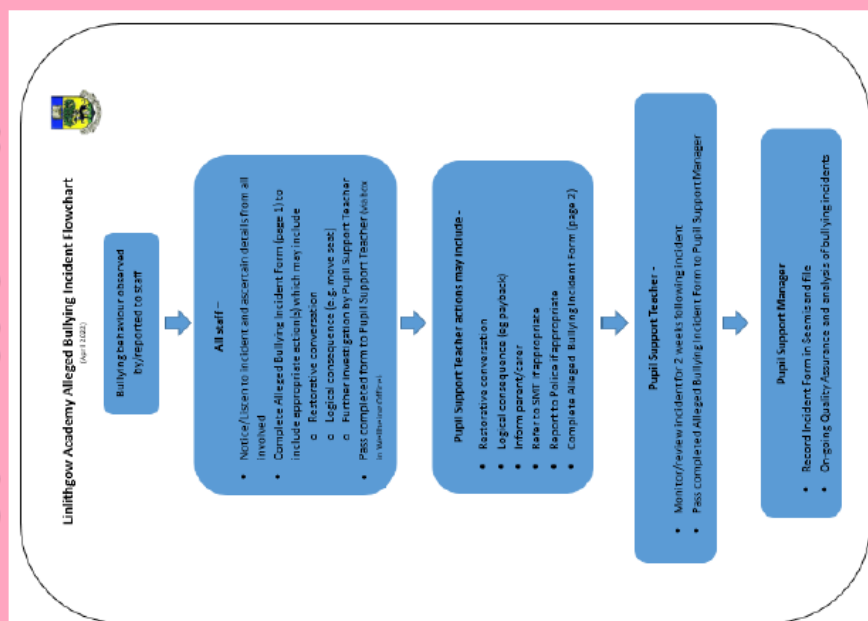 Linlithgow Academy Alleged Bullying Incident Flowchart
Bullying behaviour observed
by/reported to staff
All staff –
• Notice/Listen to incident and ascertain details from all
involved
• Complete Alleged Bullying Incident Form (page 1) to
include appropriate action(s) which may include
o Restorative conversation
o Logical consequence (e.g. move seat)
o Further investigation by Pupil Support Teacher
• Pass completed form to Pupil Support Teacher (via box
in
Pupil Support Teacher actions may include -
• Restorative conversation
• Logical consequence (eg payback)
• Inform parent/carer
• Refer to SMT if appropriate
• Report to Police if appropriate
• Complete Alleged Bullying Incident Form (page 2)
Pupil Support Teacher -
• Monitor/review incident for 2 weeks following incident
• Pass completed Alleged Bullying Incident Form to Pupil Support Manager
Pupil Support Manager
• Record Incident Form in Seemis and file
• On-going Quality Assurance and analysis of bullying incidents